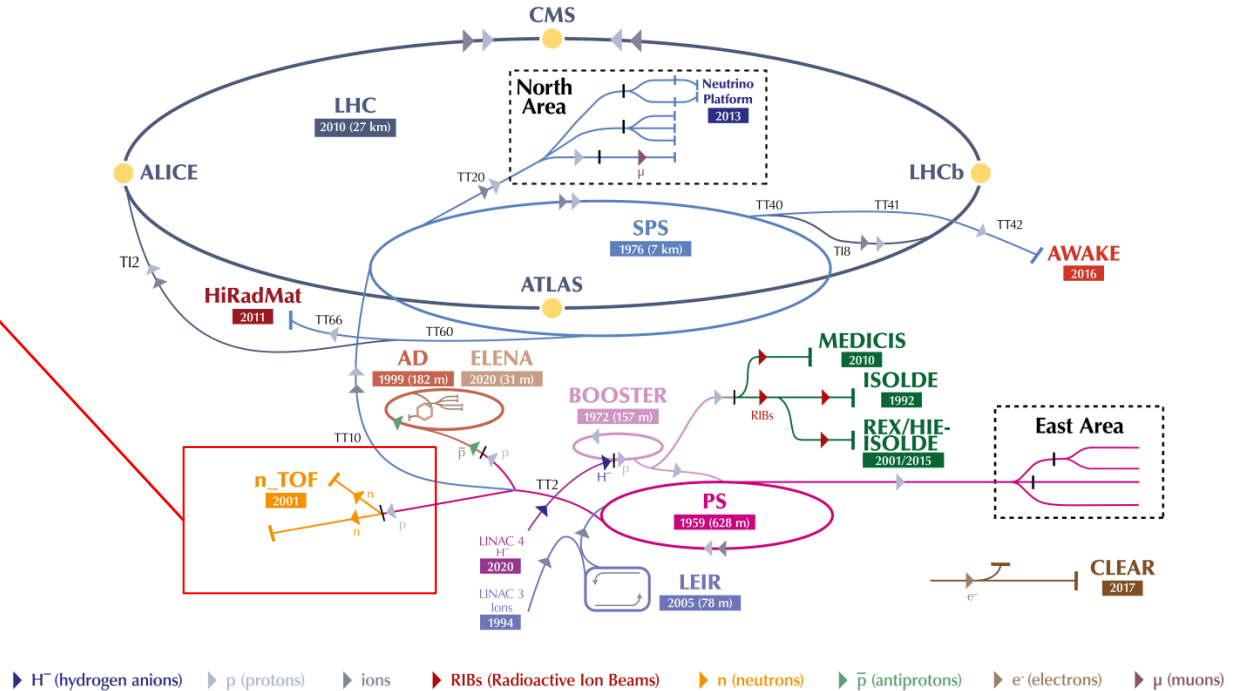 CMS
North
Area
Neutrino
Platform
2013
LHC
2010 (27 km)
μ
ALICE
LHCb
TT20
TT40
TT41
TT42
SPS
1976 (7 km)
TI8
AWAKE
2016
TI2
ATLAS
HiRadMat
2011
TT66
TT60
MEDICIS
2010
AD
1999 (182 m)
ELENA
2020 (31 m)
BOOSTER
1972 (157 m)
ISOLDE
1992
RIBs
REX/HIE-
ISOLDE
2001/2015
East Area
TT10
p̅
p
H⁻
p
n_TOF
2001
n
n
p
TT2
PS
1959 (628 m)
LINAC 4
H⁻
2020
LINAC 3
Ions
1994
LEIR
2005 (78 m)
CLEAR
2017
e⁻
H⁻ (hydrogen anions)
p (protons)
ions
RIBs (Radioactive Ion Beams)
n (neutrons)
p̅ (antiprotons)
e⁻ (electrons)
μ (muons)